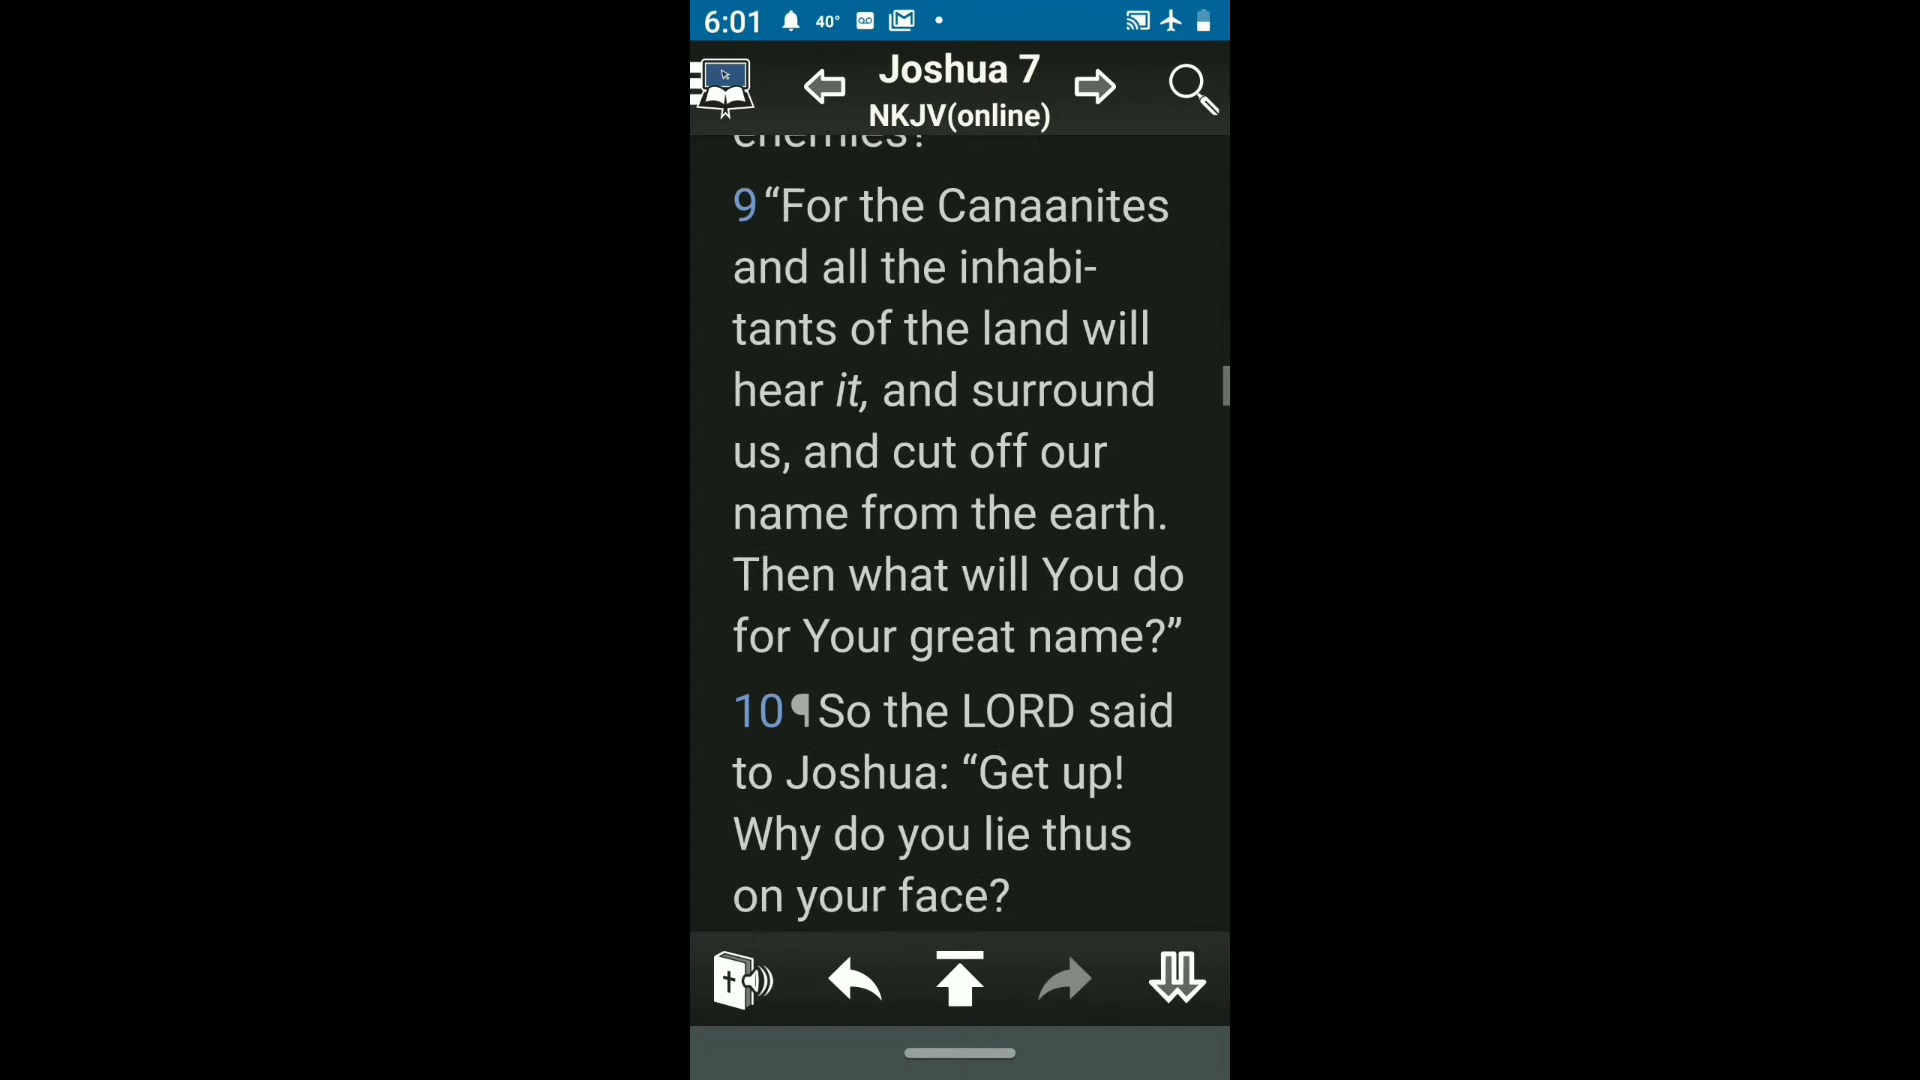 6:01 40°
Joshua 7
NKJV(online)
enemies?
9 “For the Canaanites
and all the inhabi-
tants of the land will
hear it, and surround
us, and cut off our
name from the earth.
Then what will You do
for Your great name?”
10 ¶So the LORD said
to Joshua: “Get up!
Why do you lie thus
on your face?